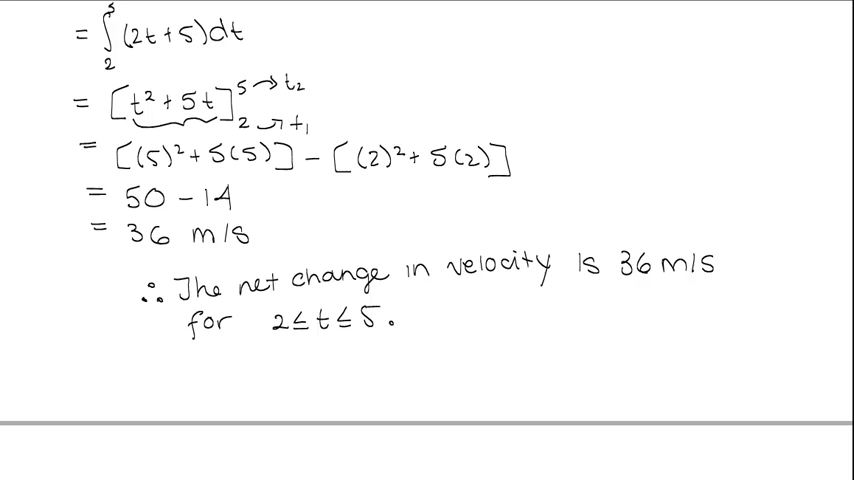 = ∫₂⁵ (2t+5)dt
= [t² + 5t]₂⁵ 5 → t₂ 2 → t₁
= [(5)² + 5(5)] − [(2)² + 5(2)]
= 50 − 14
= 36 m/s
∴ The net change in velocity is 36 m/s
for 2 ≤ t ≤ 5.